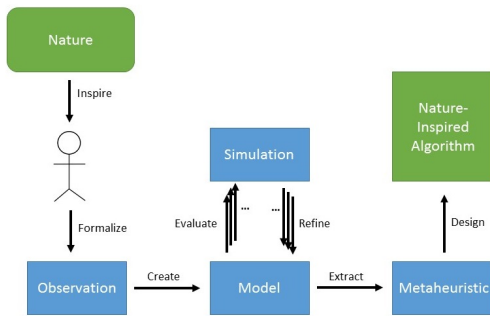 Nature
Inspire
Formalize
Observation
Create
Model
Evaluate
...
...
Refine
Simulation
Extract
Metaheuristic
Design
Nature-
Inspired
Algorithm